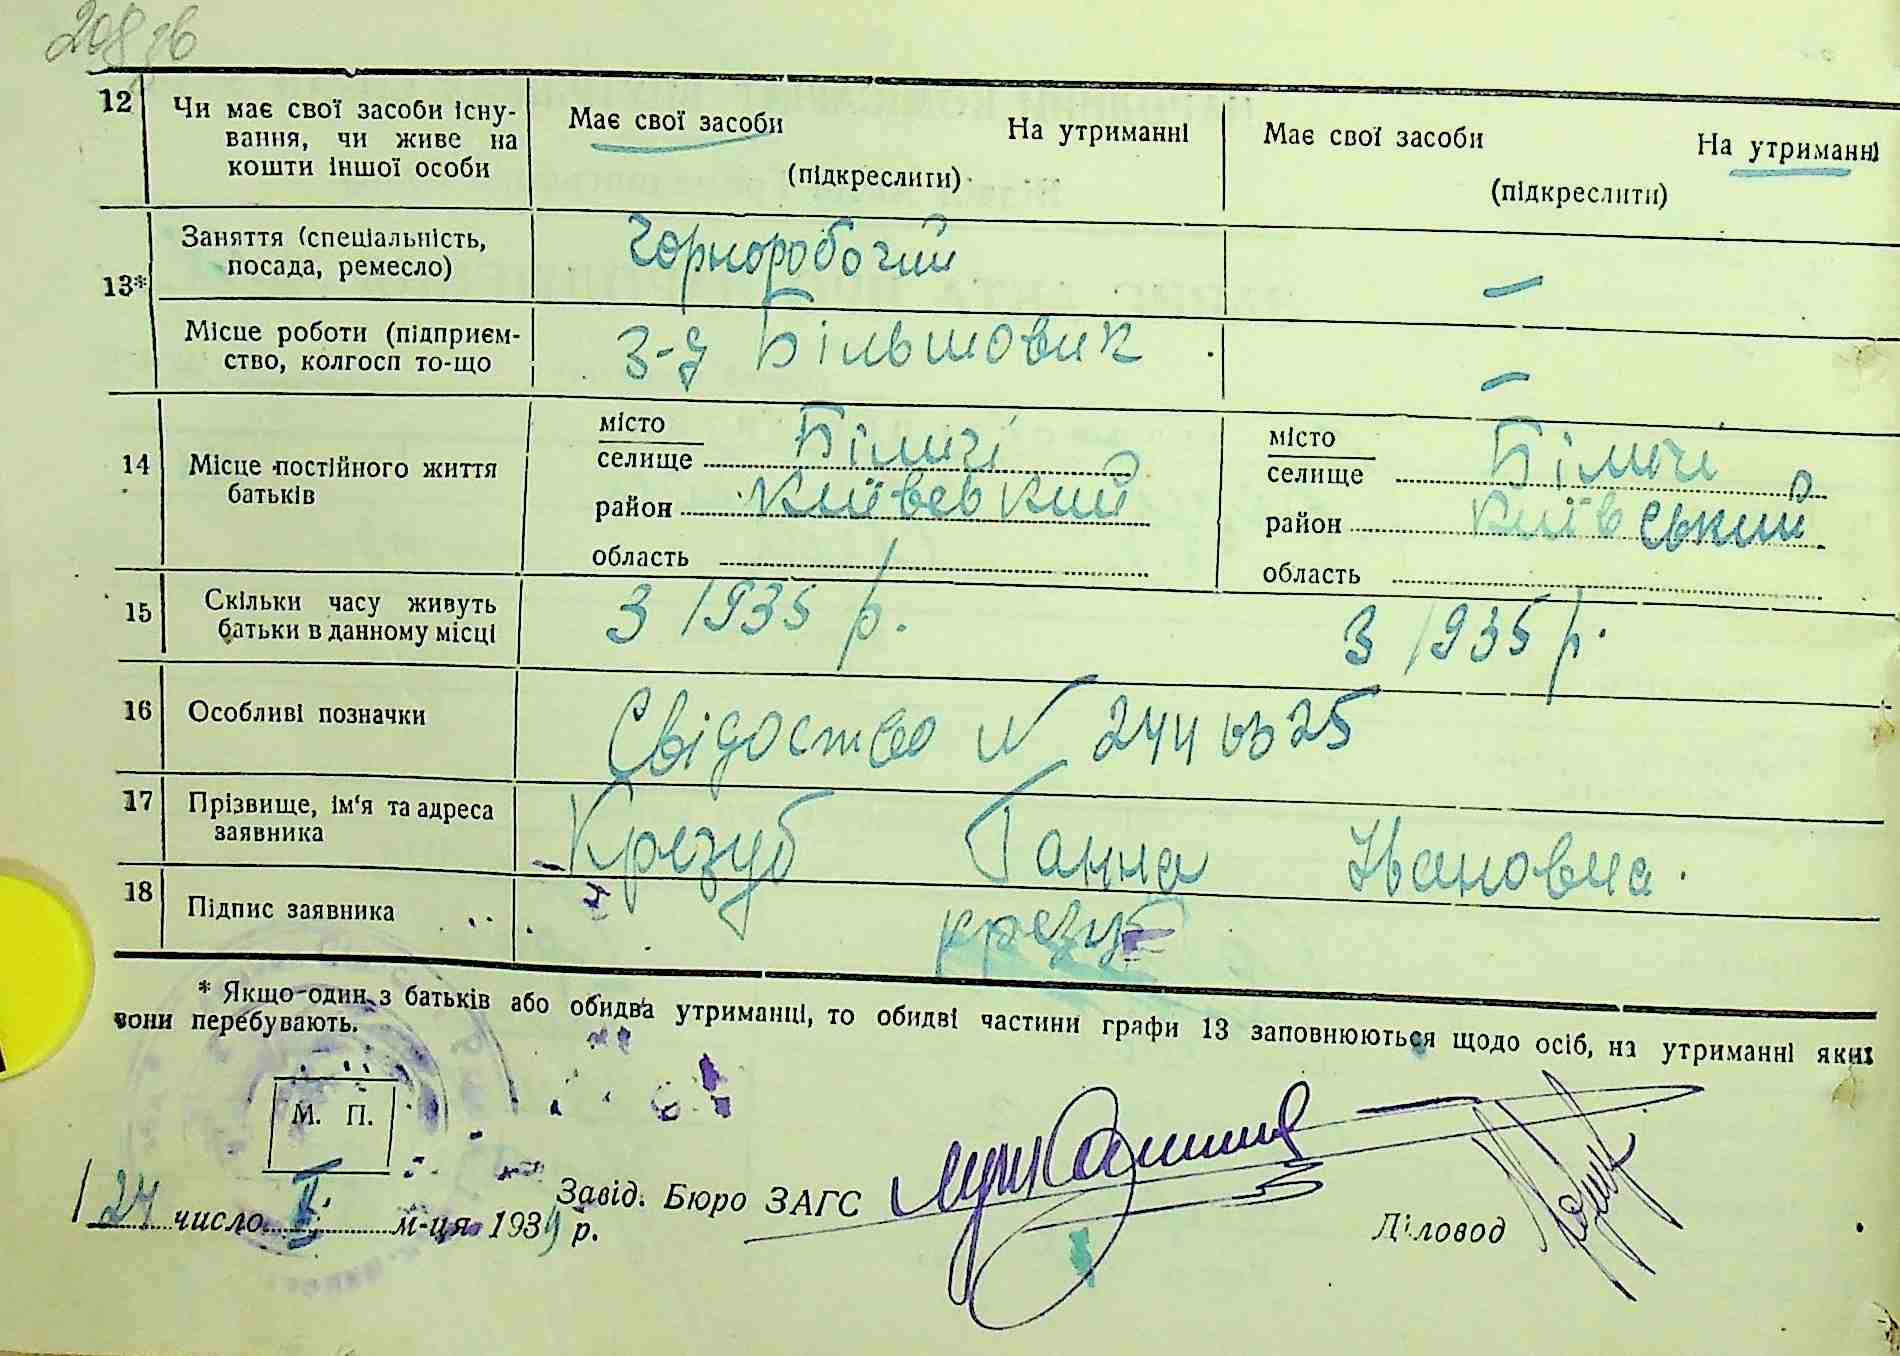 12 Чи має свої засоби існу-
вання, чи живе на
кошти іншої особи
Має свої засоби На утриманні
(підкреслити)
Має свої засоби На утриманні
(підкреслити)
13* Заняття (спеціальність,
посада, ремесло)
Чорноробочий
—
Місце роботи (підприєм-
ство, колгосп то-що
З-д Більшовик
—
14 Місце постійного життя
батьків
місто
селище Біличі
район Київський
область
місто
селище Біличі
район Київський
область
15 Скільки часу живуть
батьки в данному місці
З 1935 р.
З 1935 р.
16 Особливі позначки
Свідоство N
17 Прізвище, ім'я та адреса
заявника
Крезуб Ганна Івановна.
18 Підпис заявника
Крезуб
* Якщо один з батьків або обидва утриманці, то обидві частини графи 13 заповнюються щодо осіб, на утриманні яких
вони перебувають.
М. П.
24 число м-ця 1939 р.
Завід. Бюро ЗАГС
Діловод